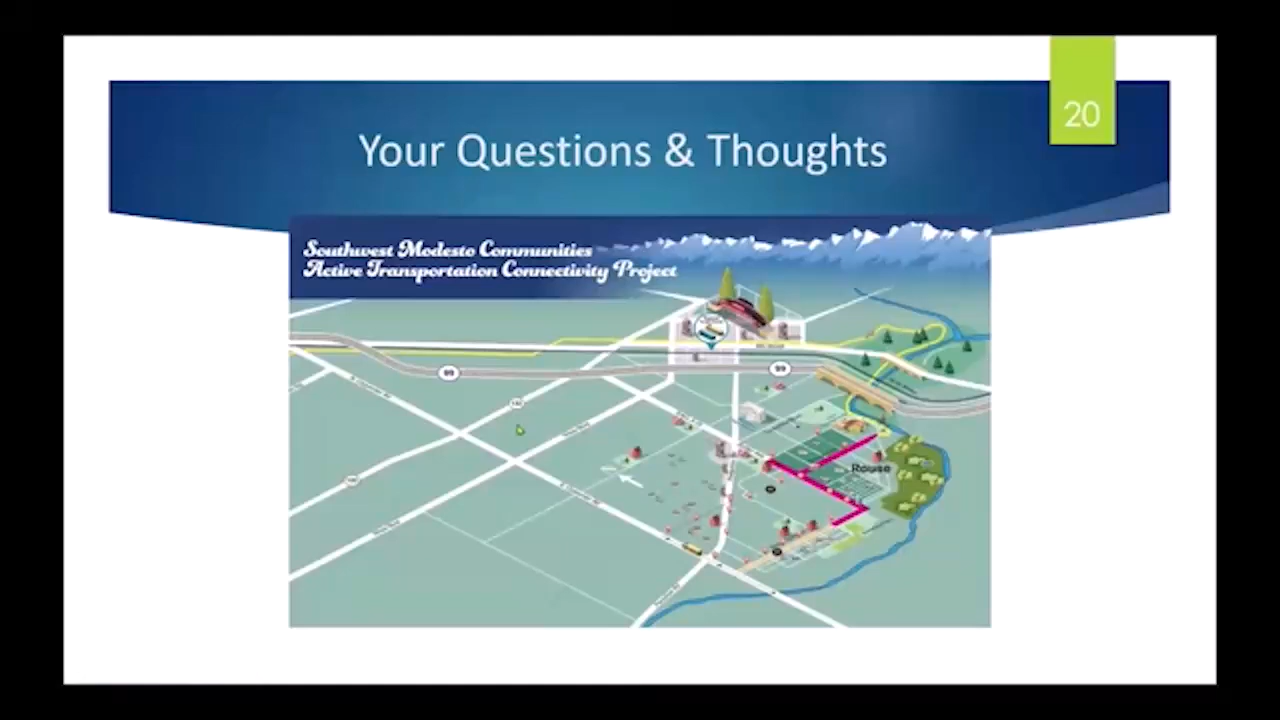 20
Your Questions & Thoughts
Southwest Modesto Communities
Active Transportation Connectivity Project
99
99
Rouse